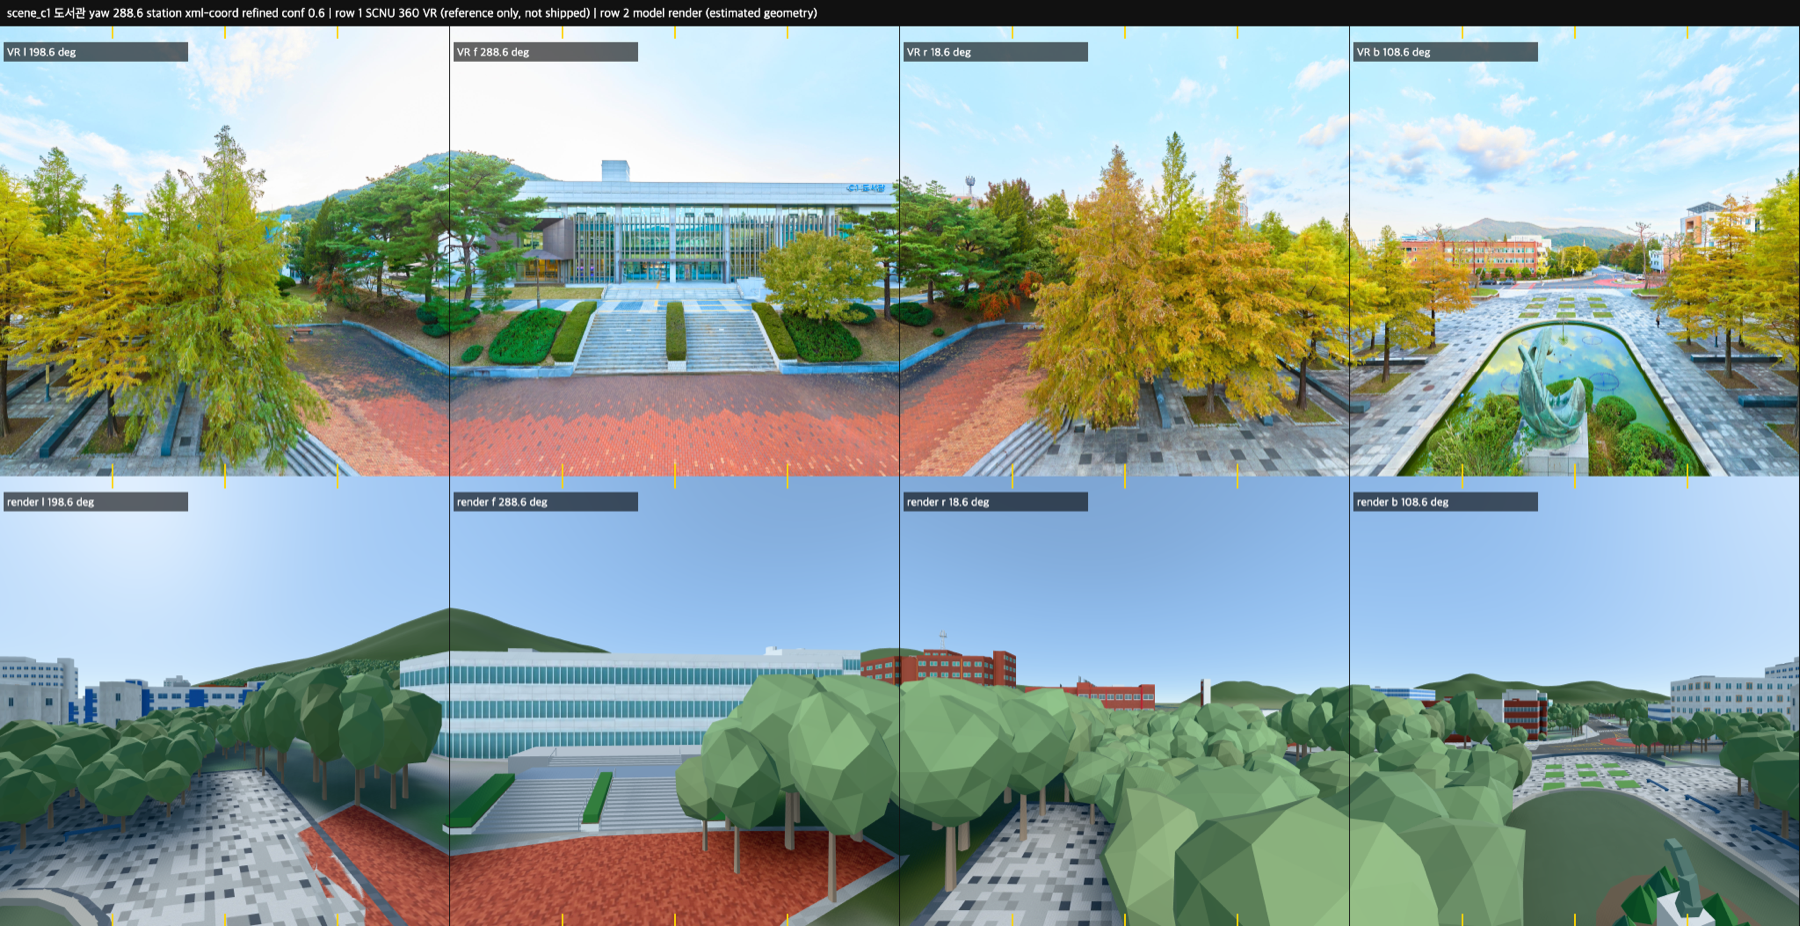 scene_c1 도서관 yaw 288.6 station xml-coord refined conf 0.6 | row 1 SCNU 360 VR (reference only, not shipped) | row 2 model render (estimated geometry)
VR l 198.6 deg
VR f 288.6 deg
VR r 18.6 deg
VR b 108.6 deg
도서관
render l 198.6 deg
render f 288.6 deg
render r 18.6 deg
render b 108.6 deg